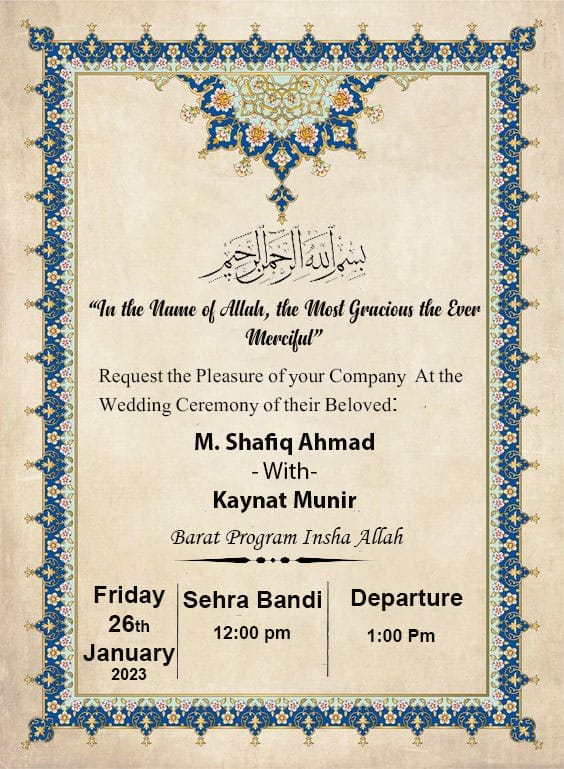 بسم الله الرحمن الرحيم
“In the Name of Allah, the Most Gracious the Ever
Merciful”
Request the Pleasure of your Company At the
Wedding Ceremony of their Beloved:
M. Shafiq Ahmad
- With-
Kaynat Munir
Barat Program Insha Allah
Friday
26th
January
2023
Sehra Bandi
12:00 pm
Departure
1:00 Pm